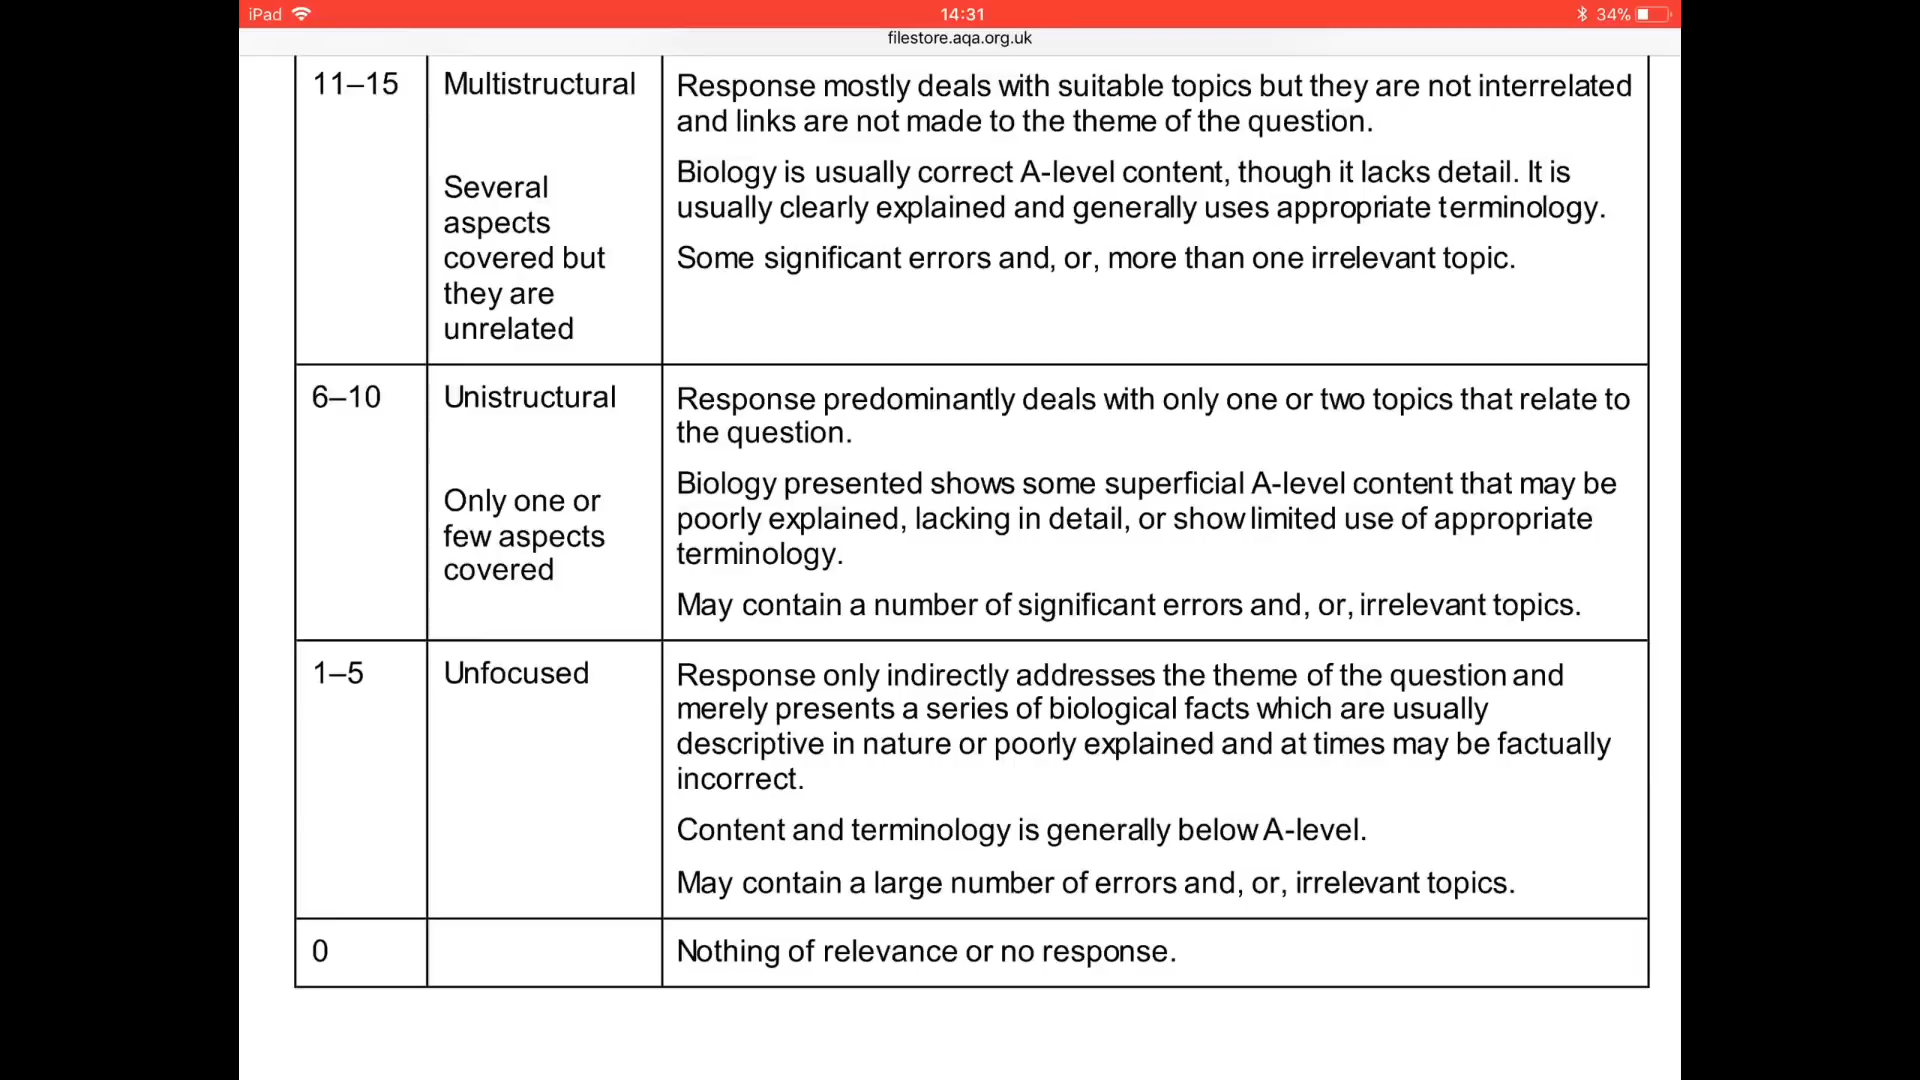 iPad
14:31
34%
filestore.aqa.org.uk
11–15
Multistructural
Several
aspects
covered but
they are
unrelated
Response mostly deals with suitable topics but they are not interrelated
and links are not made to the theme of the question.
Biology is usually correct A-level content, though it lacks detail. It is
usually clearly explained and generally uses appropriate terminology.
Some significant errors and, or, more than one irrelevant topic.
6–10
Unistructural
Only one or
few aspects
covered
Response predominantly deals with only one or two topics that relate to
the question.
Biology presented shows some superficial A-level content that may be
poorly explained, lacking in detail, or show limited use of appropriate
terminology.
May contain a number of significant errors and, or, irrelevant topics.
1–5
Unfocused
Response only indirectly addresses the theme of the question and
merely presents a series of biological facts which are usually
descriptive in nature or poorly explained and at times may be factually
incorrect.
Content and terminology is generally below A-level.
May contain a large number of errors and, or, irrelevant topics.
0
Nothing of relevance or no response.